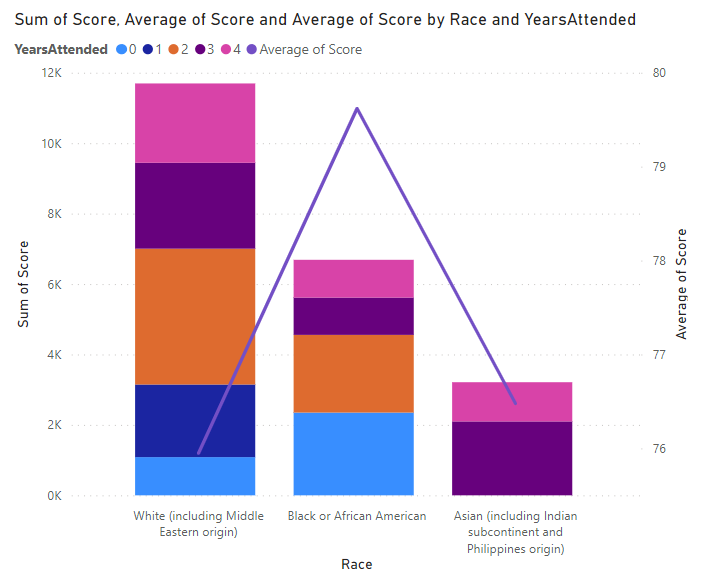 Sum of Score, Average of Score and Average of Score by Race and YearsAttended
YearsAttended 0 1 2 3 4 Average of Score
12K
10K
8K
6K
4K
2K
0K
Sum of Score
80
79
78
77
76
Average of Score
White (including Middle
Eastern origin)
Black or African American
Asian (including Indian
subcontinent and
Philippines origin)
Race